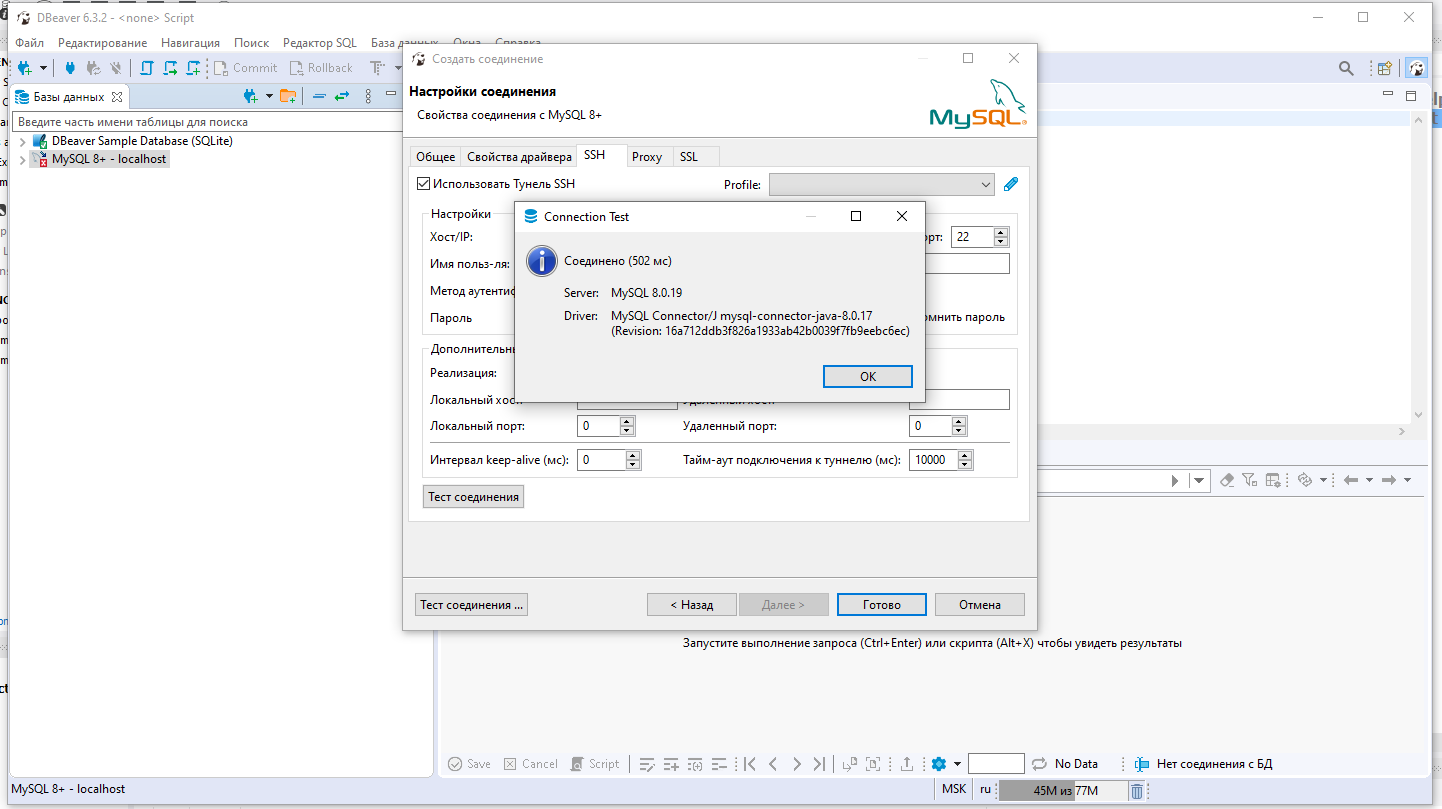 DBeaver 6.3.2 - <none> Script
Файл Редактирование Навигация Поиск Редактор SQL База данных Окна Справка
Commit Rollback
Базы данных
Введите часть имени таблицы для поиска
DBeaver Sample Database (SQLite)
MySQL 8+ - localhost
Создать соединение
Настройки соединения
Свойства соединения с MySQL 8+
MySQL
Общее Свойства драйвера SSH Proxy SSL
Использовать Тунель SSH Profile:
Настройки
Хост/IP: орт: 22
Имя польз-ля:
Метод аутентиф
Пароль омнить пароль
Connection Test
Соединено (502 мс)
Server: MySQL 8.0.19
Driver: MySQL Connector/J mysql-connector-java-8.0.17
(Revision: 16a712ddb3f826a1933ab42b0039f7fb9eebc6ec)
OK
Дополнительн
Реализация:
Локальный хост Удаленный хост
Локальный порт: 0 Удаленный порт: 0
Интервал keep-alive (мс): 0 Тайм-аут подключения к туннелю (мс): 10000
Тест соединения
Тест соединения ... < Назад Далее > Готово Отмена
Запустите выполнение запроса (Ctrl+Enter) или скрипта (Alt+X) чтобы увидеть результаты
Save Cancel Script No Data Нет соединения с БД
MySQL 8+ - localhost MSK ru 45M из 77M